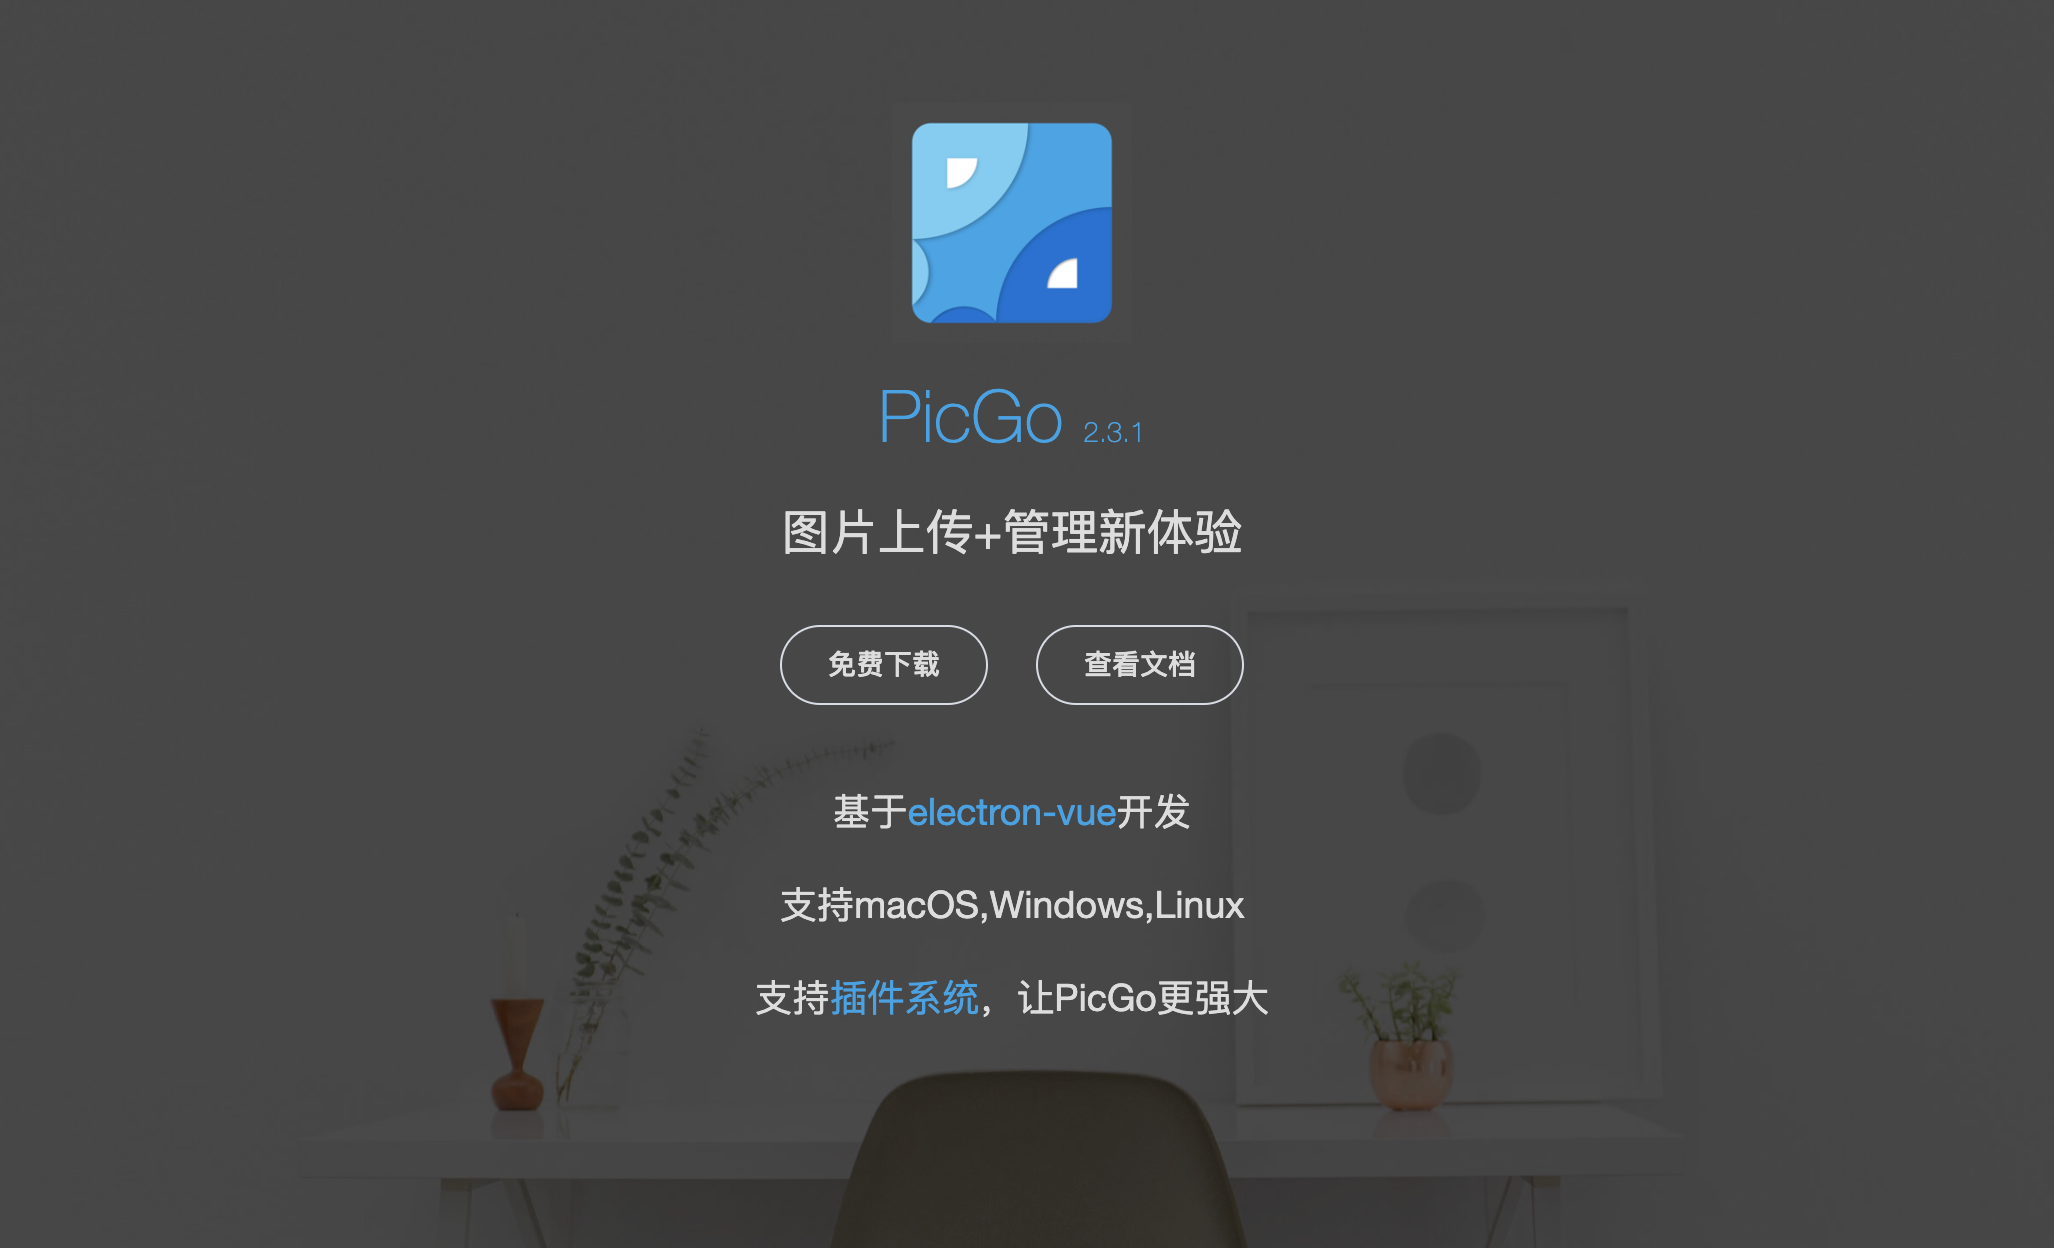 PicGo 2.3.1
图片上传+管理新体验
免费下载 查看文档
基于electron-vue开发
支持macOS,Windows,Linux
支持插件系统，让PicGo更强大